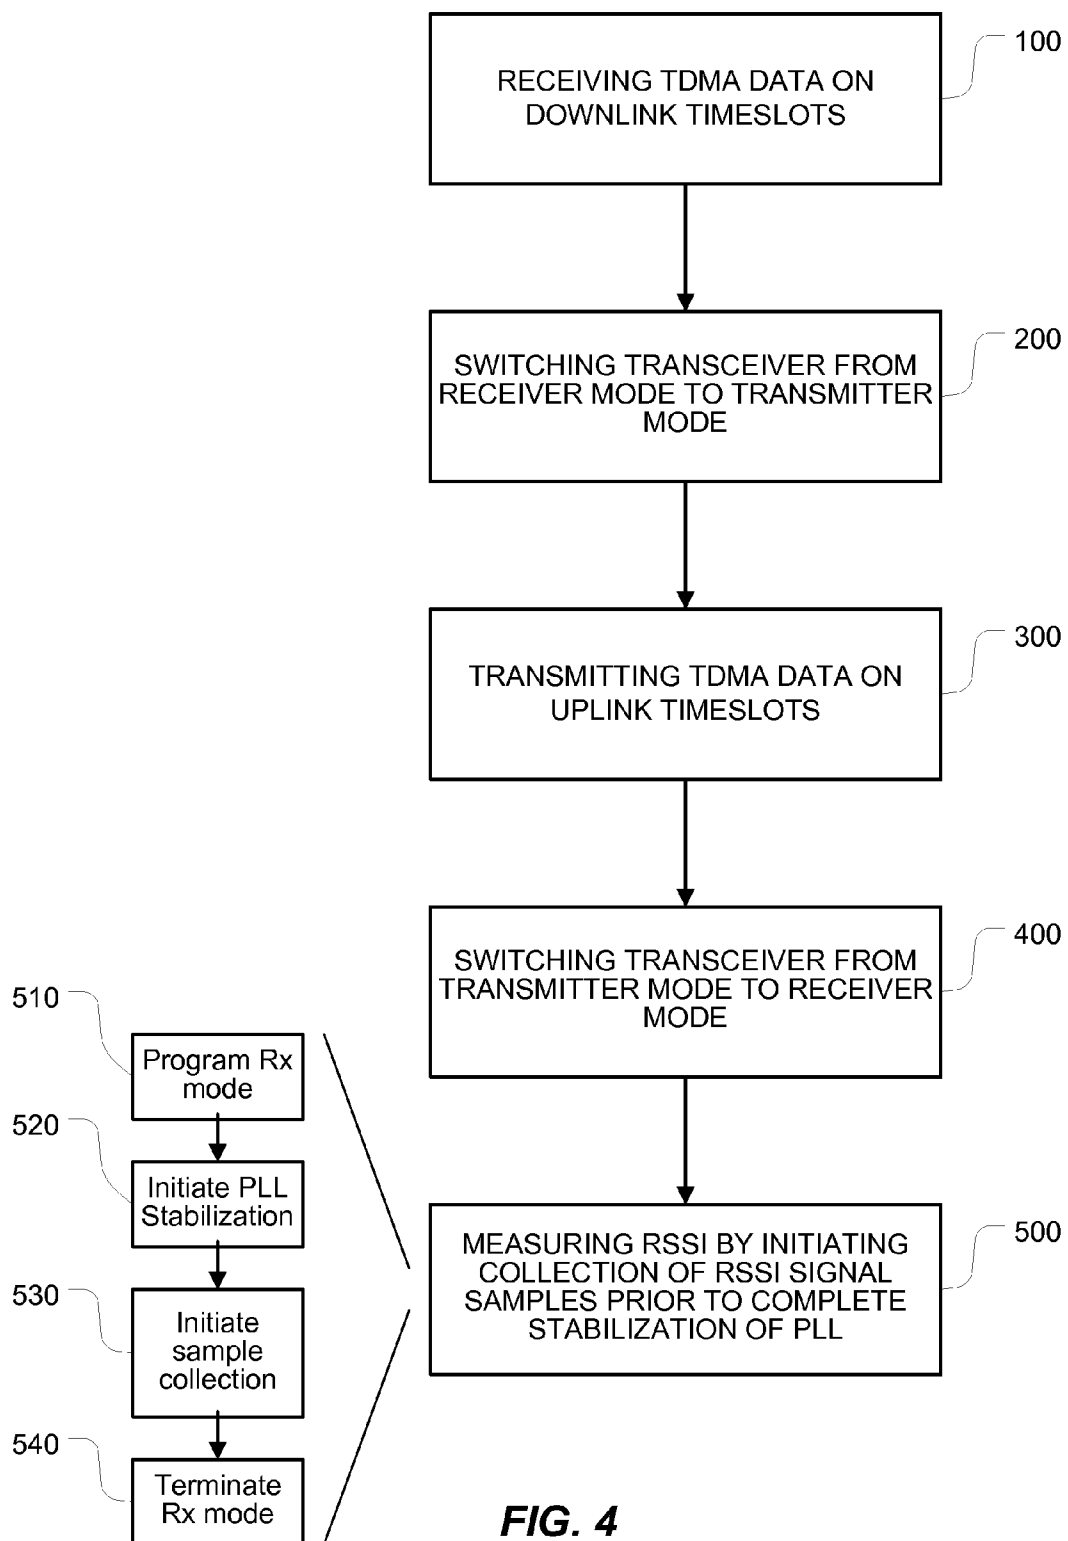 100
RECEIVING TDMA DATA ON
DOWNLINK TIMESLOTS
200
SWITCHING TRANSCEIVER FROM
RECEIVER MODE TO TRANSMITTER
MODE
300
TRANSMITTING TDMA DATA ON
UPLINK TIMESLOTS
400
SWITCHING TRANSCEIVER FROM
TRANSMITTER MODE TO RECEIVER
MODE
500
MEASURING RSSI BY INITIATING
COLLECTION OF RSSI SIGNAL
SAMPLES PRIOR TO COMPLETE
STABILIZATION OF PLL
510
Program Rx
mode
520
Initiate PLL
Stabilization
530
Initiate
sample
collection
540
Terminate
Rx mode
FIG. 4